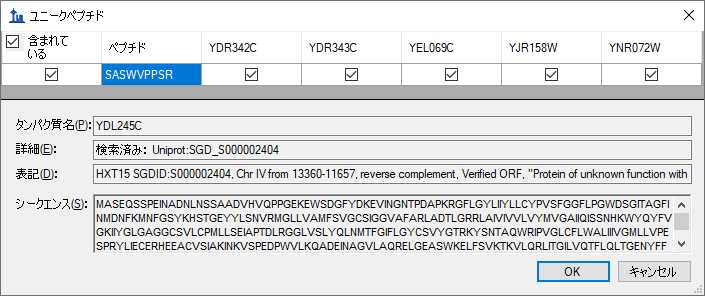 ユニークペプチド
含まれて
いる
ペプチド
YDR342C
YDR343C
YEL069C
YJR158W
YNR072W
SASWVPPSR
タンパク質名(P):
YDL245C
詳細(E):
検索済み: Uniprot:SGD_S000002404
表記(D):
HXT15 SGDID:S000002404, Chr IV from 13360-11657, reverse complement, Verified ORF, "Protein of unknown function with
シークエンス(S):
MASEQSSPEINADNLNSSAADVHVQPPGEKEWSDGFYDKEVINGNTPDAPKRGFLGYLIIYLLCYPVSFGGFLPGWDSGITAGFI
NMDNFKMNFGSYKHSTGEYYLSNVRMGLLVAMFSVGCSIGGVAFARLADTLGRRLAIVIVVLVYMVGAIIQISSNHKWYQYFV
GKIIYGLGAGGCSVLCPMLLSEIAPTDLRGGLVSLYQLNMTFGIFLGYCSVYGTRKYSNTAQWRIPVGLCFLWALIIIVGMLLVPE
SPRYLIECERHEEACVSIAKINKVSPEDPWVLKQADEINAGVLAQRELGEASWKELFSVKTKVLQRLITGILVQTFLQLTGENYFF
OK
キャンセル